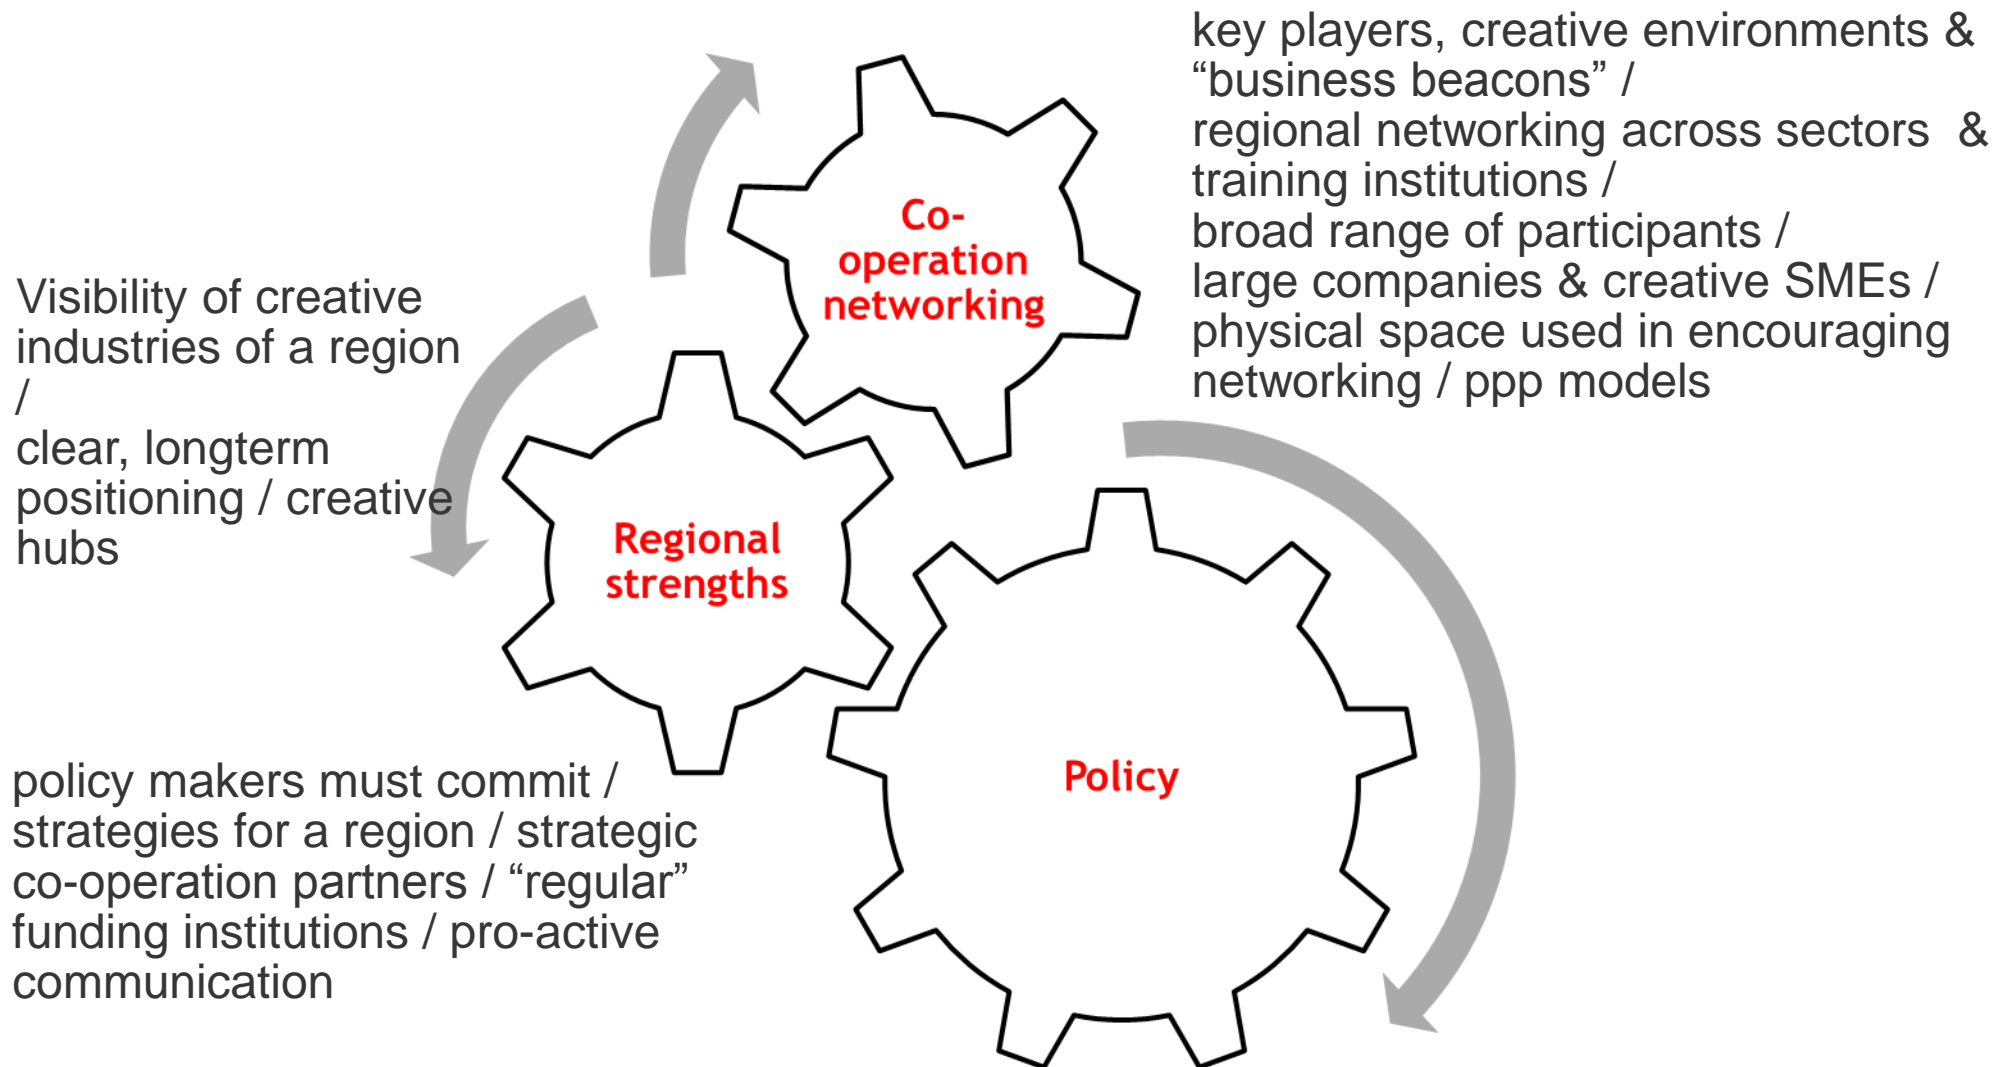 key players, creative environments &
“business beacons” /
regional networking across sectors  &
training institutions /
broad range of participants /
large companies & creative SMEs /
physical space used in encouraging
networking / ppp models
Co-
operation
networking
Visibility of creative
industries of a region
/
clear, longterm
positioning / creative
hubs
Regional
strengths
Policy
policy makers must commit /
strategies for a region / strategic
co-operation partners / “regular”
funding institutions / pro-active
communication